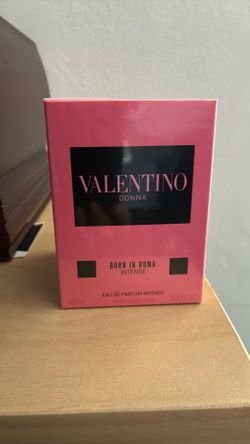 VALENTINO
DONNA
BORN IN ROMA
INTENSE
EAU DE PARFUM INTENSE